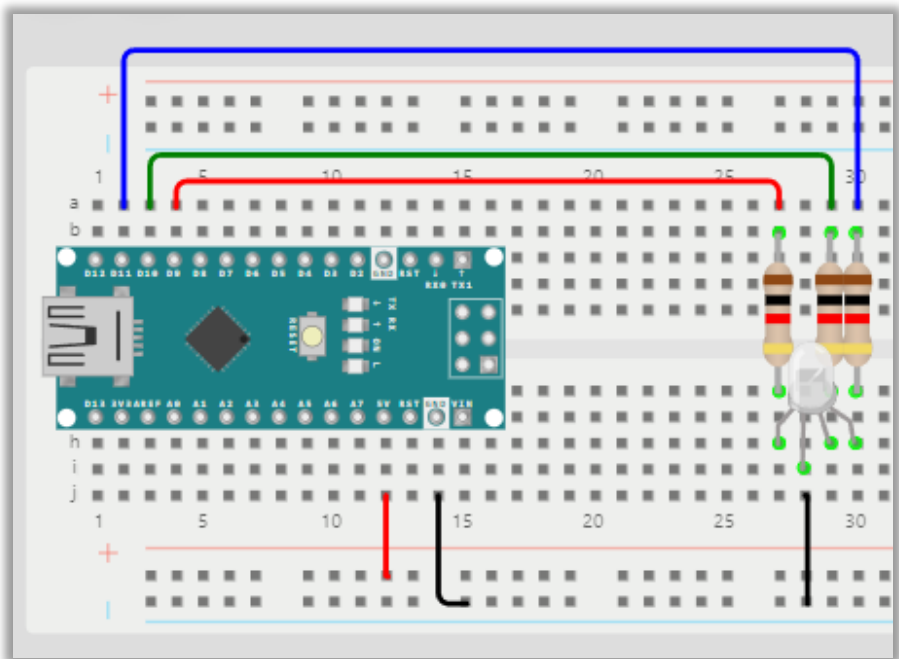 +
1 5 10 15 20 25 30
a
b
D12 D11 D10 D9 D8 D7 D6 D5 D4 D3 D2 GND RST ↓ ↑
RX0 TX1
TX RX
↓ ↑ ON L
RESET
D13 3V3 AREF A0 A1 A2 A3 A4 A5 A6 A7 5V RST GND VIN
h
i
j
1 5 10 15 20 25 30
+